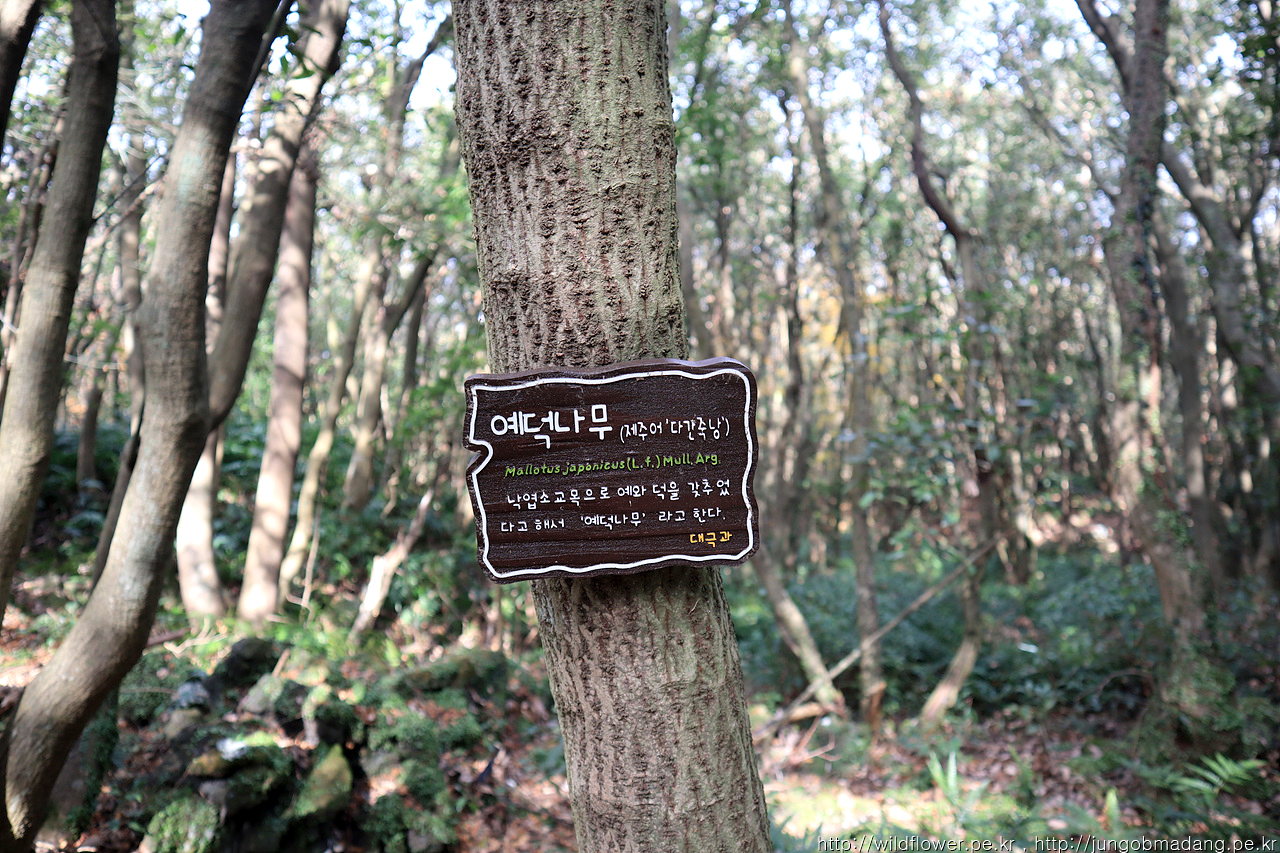 예덕나무 (제주어 '다간죽낭')
Mallotus japonicus (L.f.) Mull. Arg.
낙엽소교목으로 예와 덕을 갖추었
다고 해서 '예덕나무' 라고 한다.
대극과
http://wildflower.pe.kr , http://jungobmadang.pe.kr